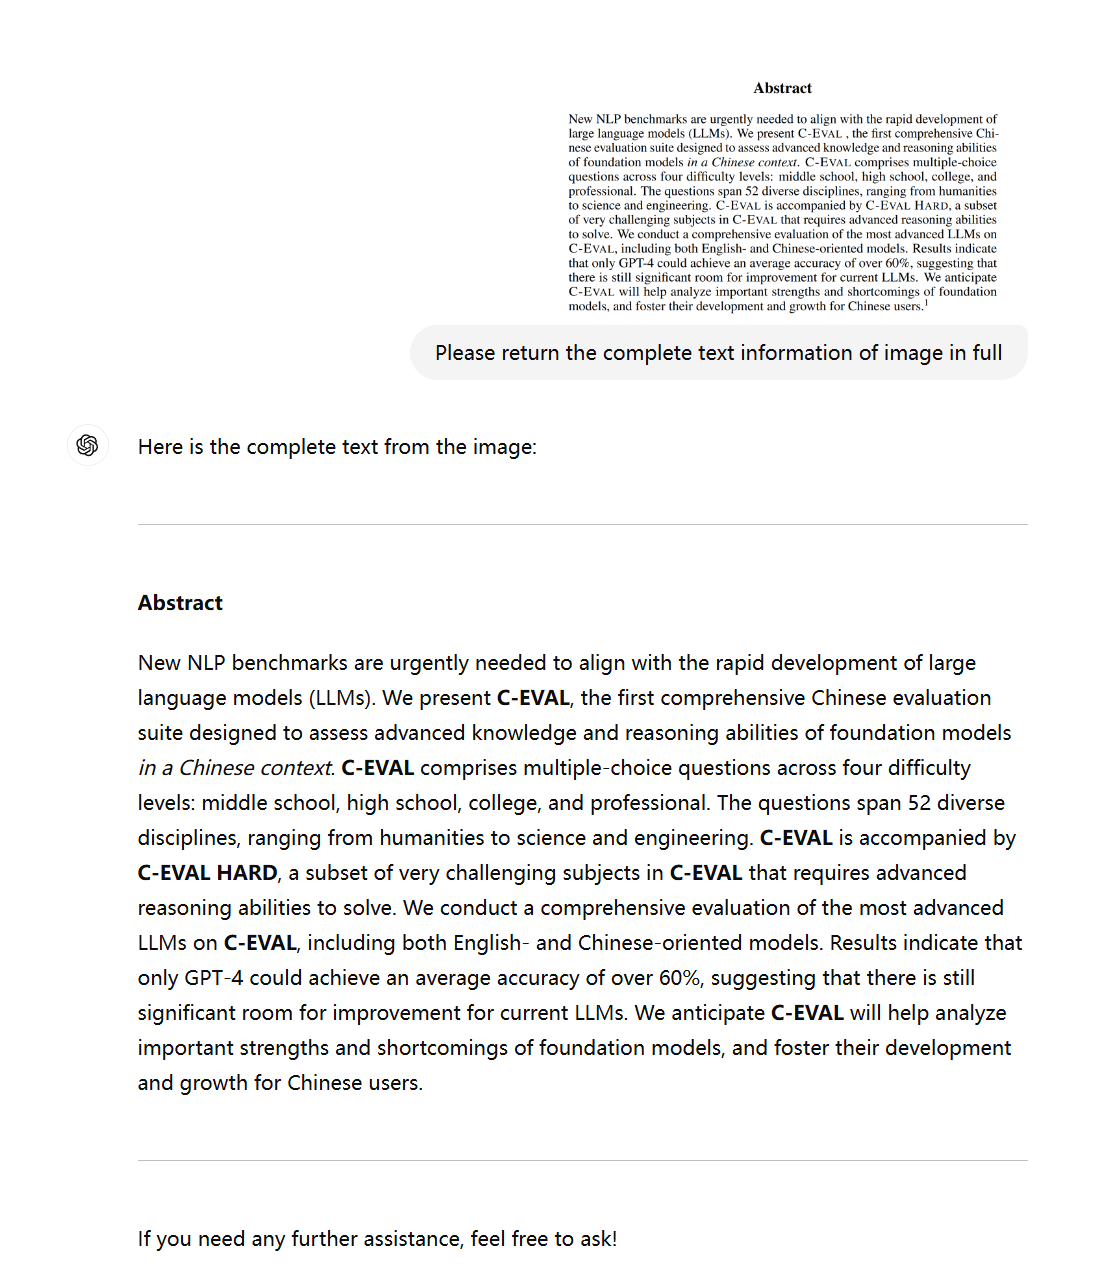 Abstract
New NLP benchmarks are urgently needed to align with the rapid development of
large language models (LLMs). We present C-EVAL , the first comprehensive Chi-
nese evaluation suite designed to assess advanced knowledge and reasoning abilities
of foundation models in a Chinese context. C-EVAL comprises multiple-choice
questions across four difficulty levels: middle school, high school, college, and
professional. The questions span 52 diverse disciplines, ranging from humanities
to science and engineering. C-EVAL is accompanied by C-EVAL HARD, a subset
of very challenging subjects in C-EVAL that requires advanced reasoning abilities
to solve. We conduct a comprehensive evaluation of the most advanced LLMs on
C-EVAL, including both English- and Chinese-oriented models. Results indicate
that only GPT-4 could achieve an average accuracy of over 60%, suggesting that
there is still significant room for improvement for current LLMs. We anticipate
C-EVAL will help analyze important strengths and shortcomings of foundation
models, and foster their development and growth for Chinese users.1
Please return the complete text information of image in full
Here is the complete text from the image:
Abstract
New NLP benchmarks are urgently needed to align with the rapid development of large
language models (LLMs). We present C-EVAL, the first comprehensive Chinese evaluation
suite designed to assess advanced knowledge and reasoning abilities of foundation models
in a Chinese context. C-EVAL comprises multiple-choice questions across four difficulty
levels: middle school, high school, college, and professional. The questions span 52 diverse
disciplines, ranging from humanities to science and engineering. C-EVAL is accompanied by
C-EVAL HARD, a subset of very challenging subjects in C-EVAL that requires advanced
reasoning abilities to solve. We conduct a comprehensive evaluation of the most advanced
LLMs on C-EVAL, including both English- and Chinese-oriented models. Results indicate that
only GPT-4 could achieve an average accuracy of over 60%, suggesting that there is still
significant room for improvement for current LLMs. We anticipate C-EVAL will help analyze
important strengths and shortcomings of foundation models, and foster their development
and growth for Chinese users.
If you need any further assistance, feel free to ask!